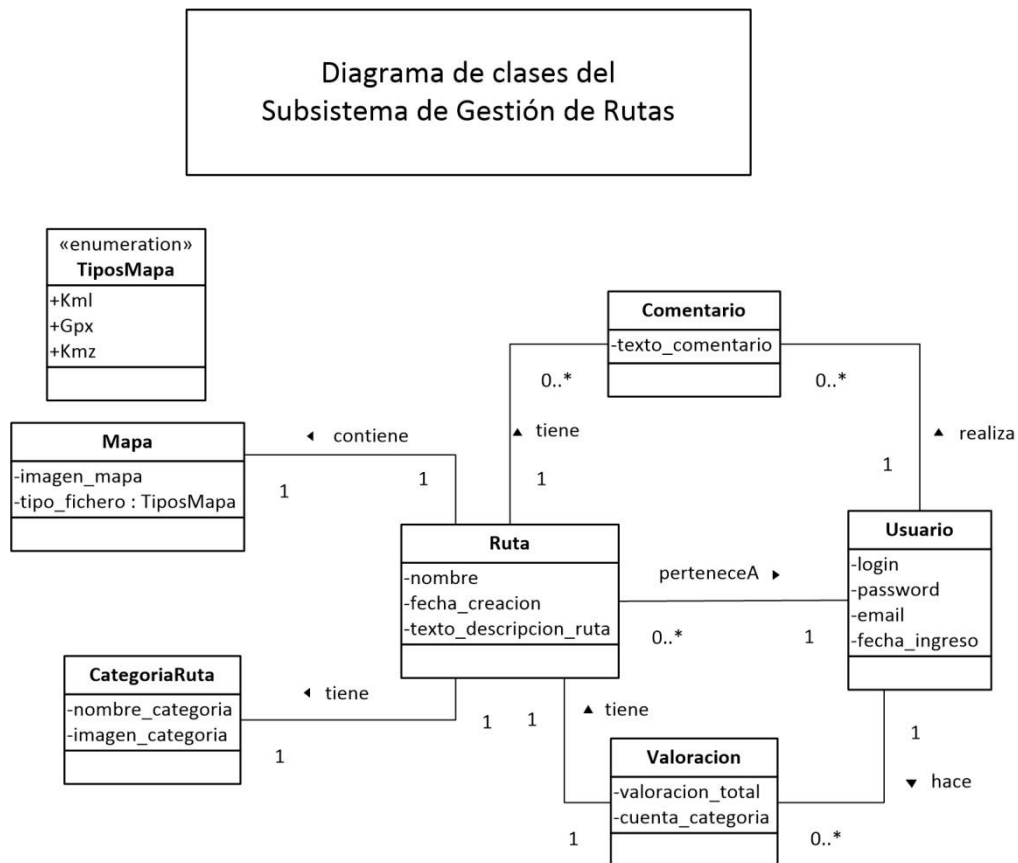 Diagrama de clases del
Subsistema de Gestión de Rutas
«enumeration»
TiposMapa
+Kml
+Gpx
+Kmz
Comentario
-texto_comentario
0..*
0..*
Mapa
-imagen_mapa
-tipo_fichero : TiposMapa
contiene
1
1
tiene
1
realiza
1
Ruta
-nombre
-fecha_creacion
-texto_descripcion_ruta
perteneceA
0..*
1
Usuario
-login
-password
-email
-fecha_ingreso
CategoriaRuta
-nombre_categoria
-imagen_categoria
tiene
1
1
1
tiene
1
hace
Valoracion
-valoracion_total
-cuenta_categoria
1
0..*